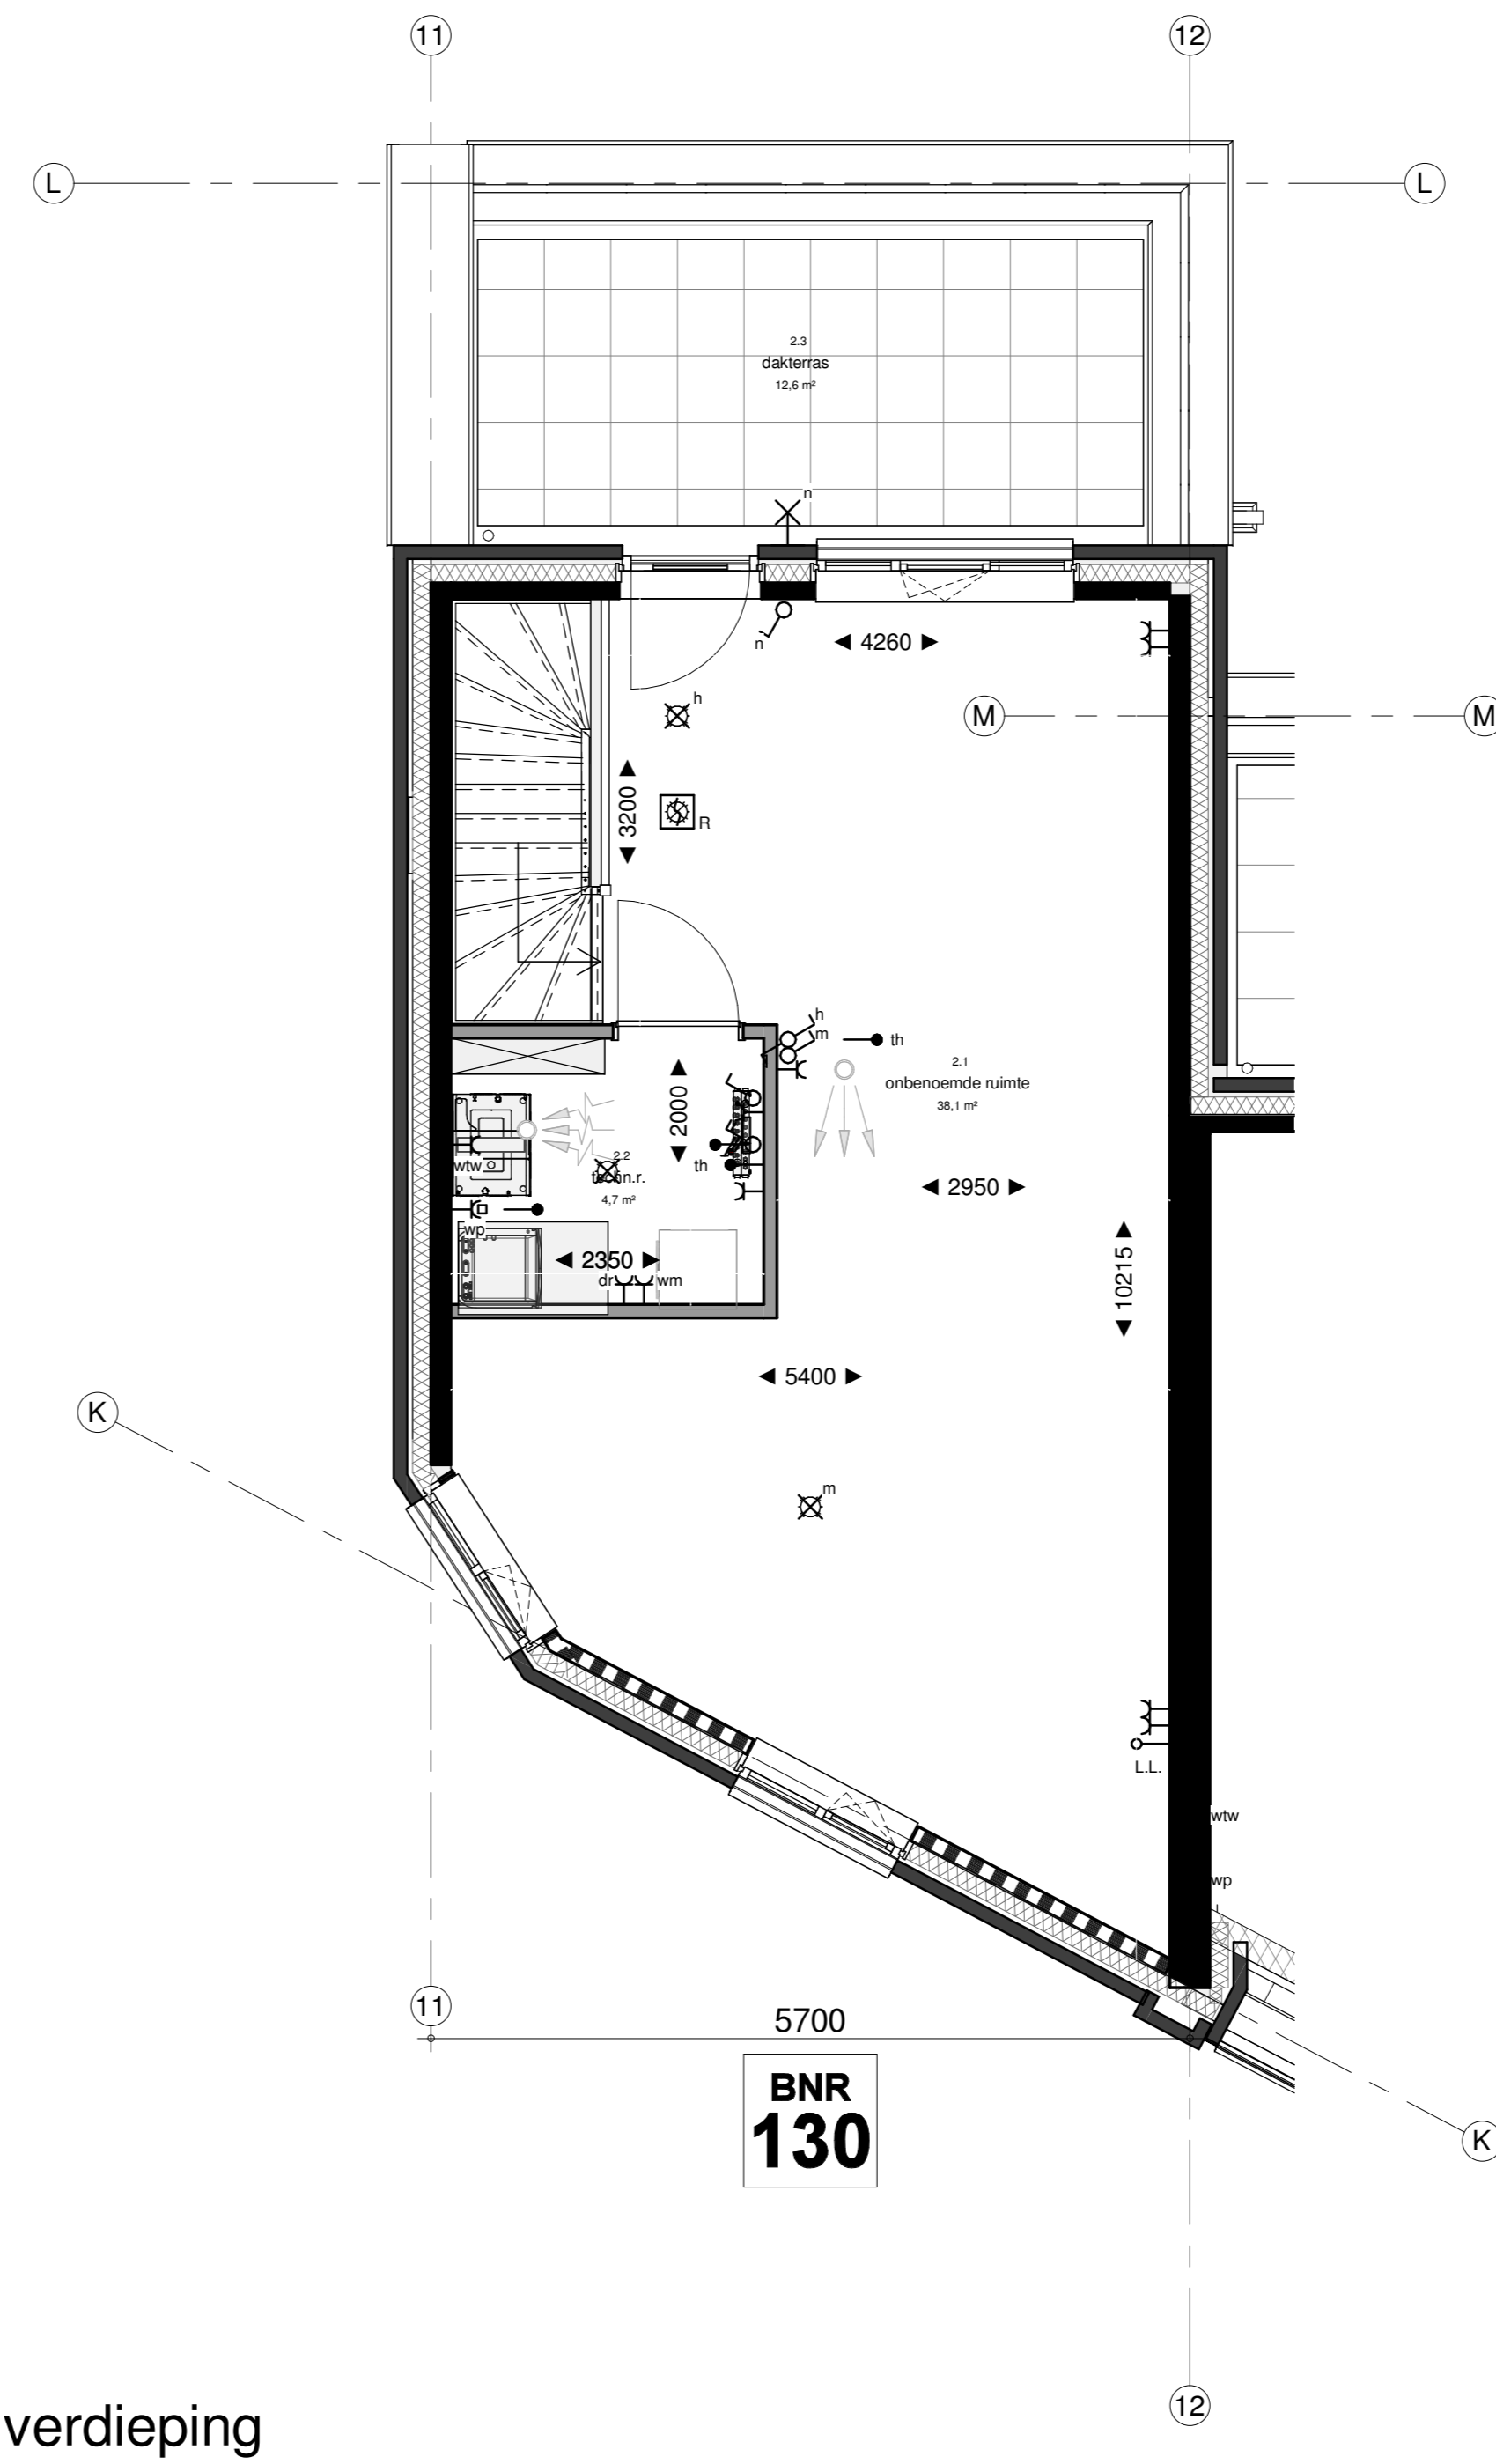 11
12
L
L
2.3
dakterras
12,6 m²
n
n
4260
h
M
M
3200
R
h
m
th
2.1
onbenoemde ruimte
38,1 m²
2000
wtw
2.2
techn.r.
4,7 m²
th
2950
wp
2350
dr
wm
10215
5400
K
m
L.L.
wtw
wp
11
5700
BNR
130
K
12
verdieping